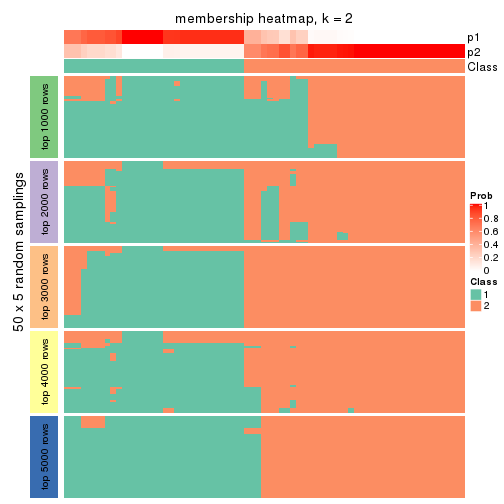 membership heatmap, k = 2
p1
p2
Class
50 x 5 random samplings
top 1000 rows
top 2000 rows
top 3000 rows
top 4000 rows
top 5000 rows
Prob
1
0.8
0.6
0.4
0.2
0
Class
1
2